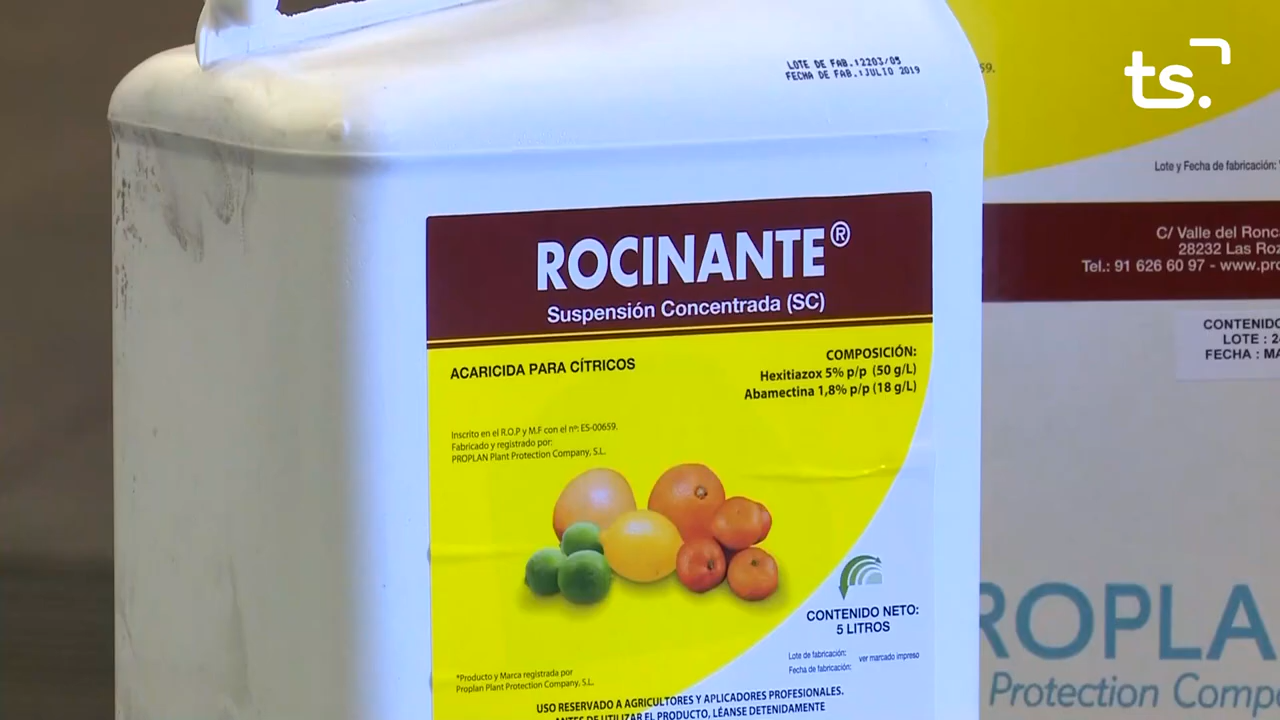 ts.
LOTE DE FAB.:2203/05
FECHA DE FAB.:JULIO 2019
59.
Lote y Fecha de fabricación:
ROCINANTE®
Suspensión Concentrada (SC)
C/ Valle del Ronc
28232 Las Roz
Tel.: 91 626 60 97 - www.pro
ACARICIDA PARA CÍTRICOS
COMPOSICIÓN:
Hexitiazox 5% p/p (50 g/L)
Abamectina 1,8% p/p (18 g/L)
CONTENIDO
LOTE : 2
FECHA : MA
Inscrito en el R.O.P y M.F con el nº: ES-00659.
Fabricado y registrado por:
PROPLAN Plant Protection Company, S.L.
CONTENIDO NETO:
5 LITROS
Lote de fabricación:
Fecha de fabricación:
ver marcado impreso
*Producto y Marca registrada por
Proplan Plant Protection Company, S.L.
USO RESERVADO A AGRICULTORES Y APLICADORES PROFESIONALES.
ANTES DE UTILIZAR EL PRODUCTO, LÉANSE DETENIDAMENTE
ROPLA
Protection Compa